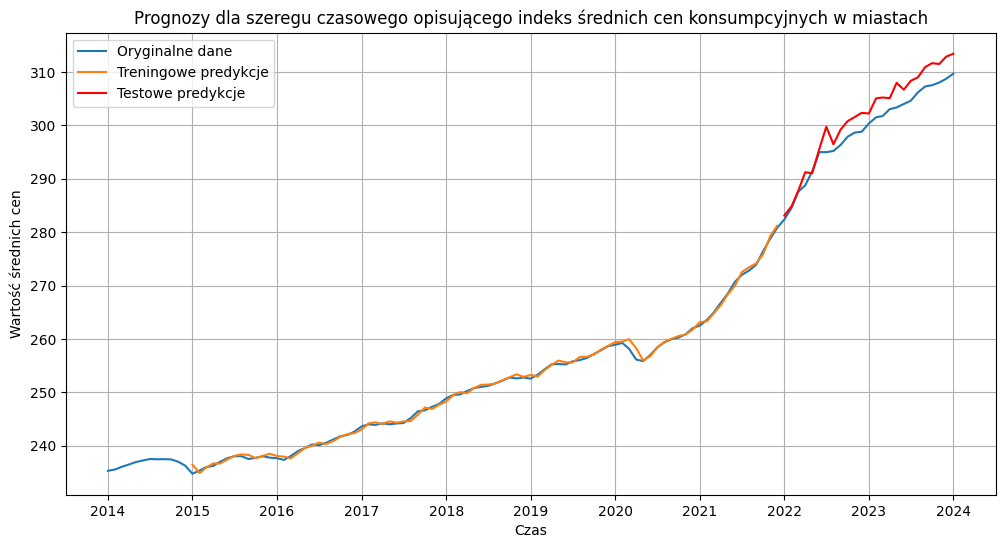 Prognozy dla szeregu czasowego opisującego indeks średnich cen konsumpcyjnych w miastach
Oryginalne dane
Treningowe predykcje
Testowe predykcje
Wartość średnich cen
310
300
290
280
270
260
250
240
2014 2015 2016 2017 2018 2019 2020 2021 2022 2023 2024
Czas